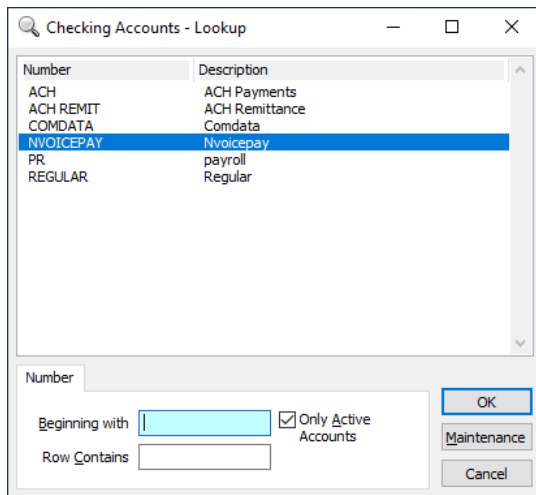 Checking Accounts - Lookup
Number Description
ACH ACH Payments
ACH REMIT ACH Remittance
COMDATA Comdata
NVOICEPAY Nvoicepay
PR payroll
REGULAR Regular
Number
Beginning with Only Active Accounts
Row Contains
OK
Maintenance
Cancel